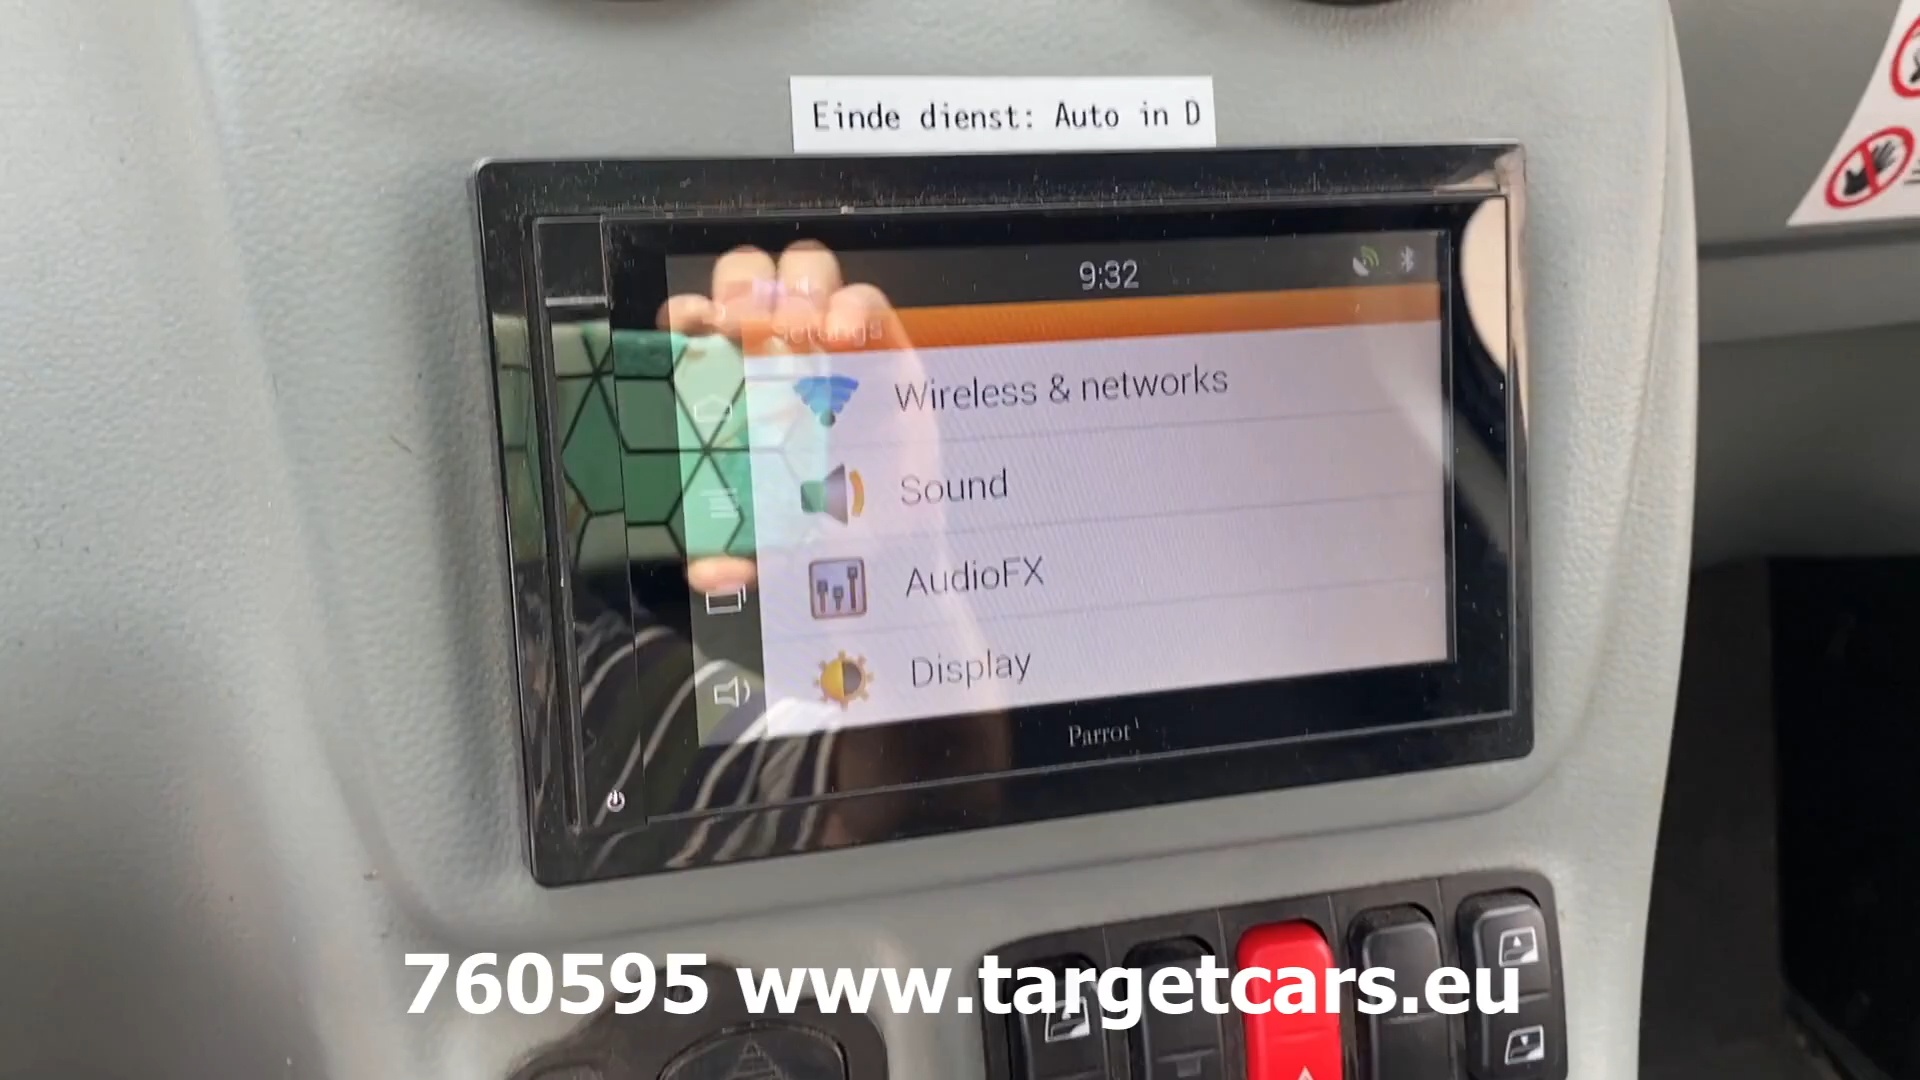 Einde dienst: Auto in D
9:32
Settings
Wireless & networks
Sound
AudioFX
Display
Parrot
760595 www.targetcars.eu